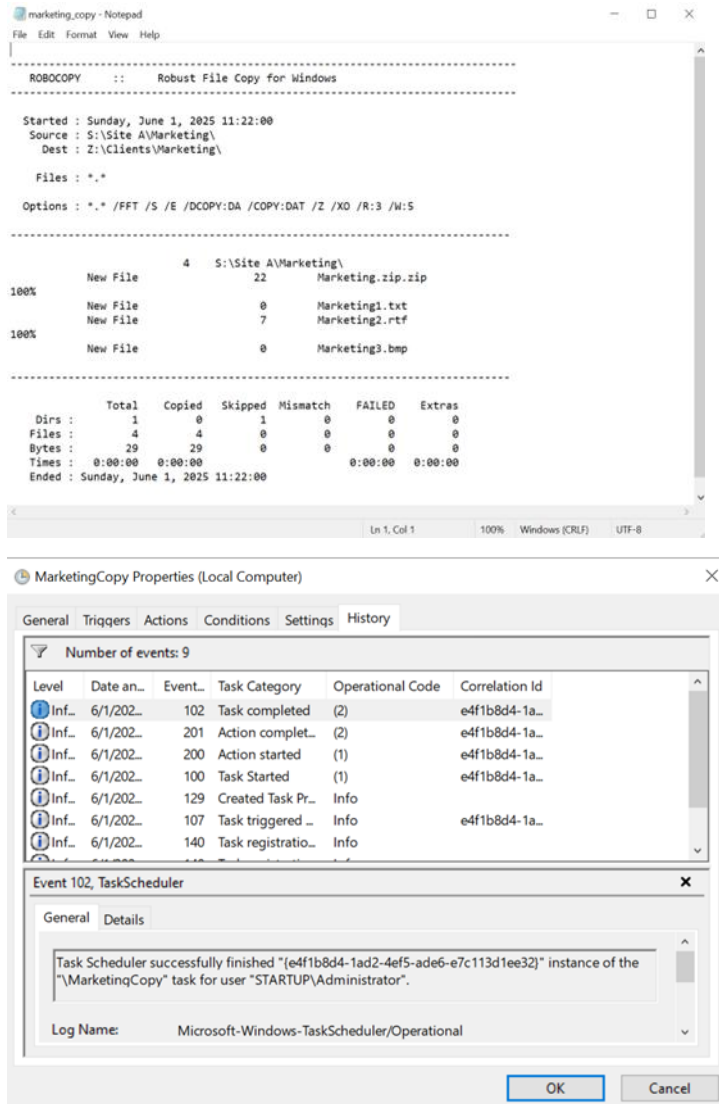 marketing_copy - Notepad
File Edit Format View Help
-------------------------------------------------------------------------------
ROBOCOPY :: Robust File Copy for Windows
-------------------------------------------------------------------------------
Started : Sunday, June 1, 2025 11:22:00
Source : S:\Site A\Marketing\
Dest : Z:\Clients\Marketing\
Files : *.*
Options : *.* /FFT /S /E /DCOPY:DA /COPY:DAT /Z /XO /R:3 /W:5
------------------------------------------------------------------------------
4 S:\Site A\Marketing\
New File 22 Marketing.zip.zip
100%
New File 0 Marketing1.txt
New File 7 Marketing2.rtf
100%
New File 0 Marketing3.bmp
------------------------------------------------------------------------------
Total Copied Skipped Mismatch FAILED Extras
Dirs : 1 0 1 0 0 0
Files : 4 4 0 0 0 0
Bytes : 29 29 0 0 0 0
Times : 0:00:00 0:00:00 0:00:00 0:00:00
Ended : Sunday, June 1, 2025 11:22:00
Ln 1, Col 1 100% Windows (CRLF) UTF-8
MarketingCopy Properties (Local Computer)
General Triggers Actions Conditions Settings History
Number of events: 9
Level Date an... Event... Task Category Operational Code Correlation Id
Inf... 6/1/202... 102 Task completed (2) e4f1b8d4-1a...
Inf... 6/1/202... 201 Action complet... (2) e4f1b8d4-1a...
Inf... 6/1/202... 200 Action started (1) e4f1b8d4-1a...
Inf... 6/1/202... 100 Task Started (1) e4f1b8d4-1a...
Inf... 6/1/202... 129 Created Task Pr... Info
Inf... 6/1/202... 107 Task triggered ... Info e4f1b8d4-1a...
Inf... 6/1/202... 140 Task registratio... Info
Event 102, TaskScheduler
General Details
Task Scheduler successfully finished "{e4f1b8d4-1ad2-4ef5-ade6-e7c113d1ee32}" instance of the
"\MarketingCopy" task for user "STARTUP\Administrator".
Log Name: Microsoft-Windows-TaskScheduler/Operational
OK Cancel